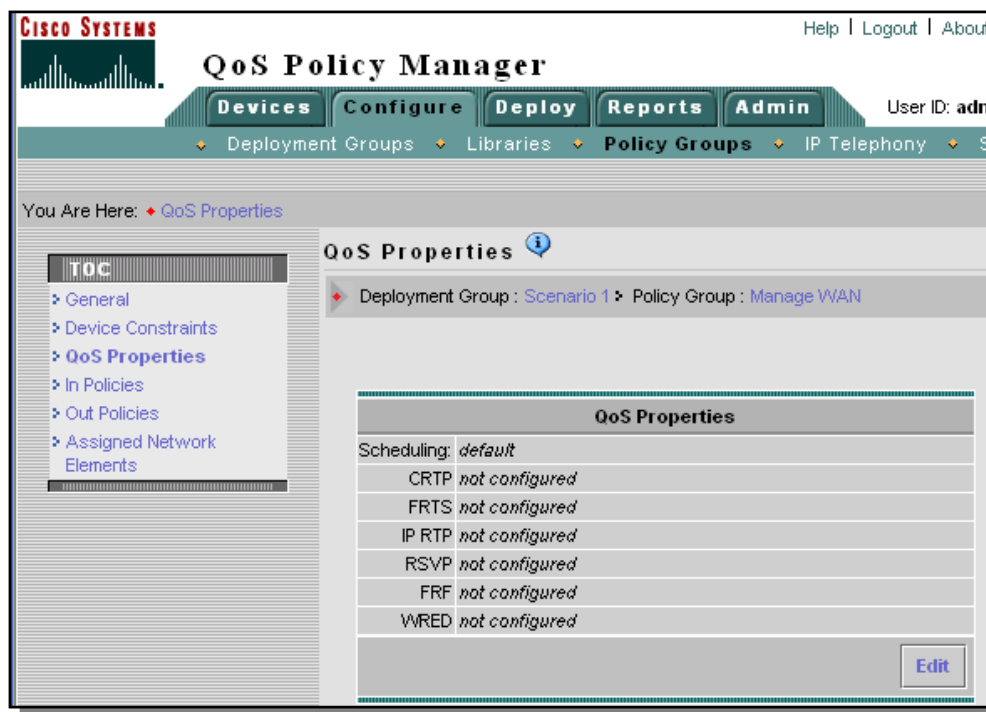 CISCO SYSTEMS
Help | Logout | About
QoS Policy Manager
Devices Configure Deploy Reports Admin
User ID: adm
Deployment Groups Libraries Policy Groups IP Telephony S
You Are Here: QoS Properties
TOC
General
Device Constraints
QoS Properties
In Policies
Out Policies
Assigned Network
Elements
QoS Properties
Deployment Group : Scenario 1 > Policy Group : Manage WAN
QoS Properties
Scheduling: default
CRTP not configured
FRTS not configured
IP RTP not configured
RSVP not configured
FRF not configured
WRED not configured
Edit